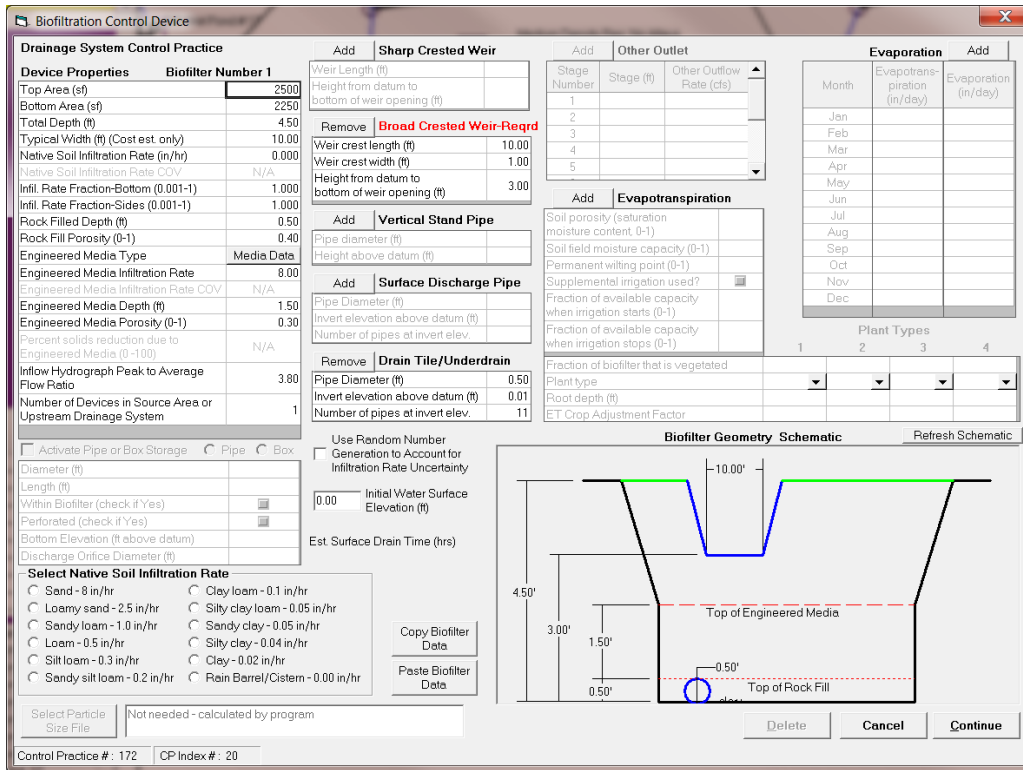 Biofiltration Control Device
Drainage System Control Practice
Device Properties Biofilter Number 1
Top Area (sf) 2500
Bottom Area (sf) 2250
Total Depth (ft) 4.50
Typical Width (ft) (Cost est. only) 10.00
Native Soil Infiltration Rate (in/hr) 0.000
Native Soil Infiltration Rate COV N/A
Infil. Rate Fraction-Bottom (0.001-1) 1.000
Infil. Rate Fraction-Sides (0.001-1) 1.000
Rock Filled Depth (ft) 0.50
Rock Fill Porosity (0-1) 0.40
Engineered Media Type Media Data
Engineered Media Infiltration Rate 8.00
Engineered Media Infiltration Rate COV N/A
Engineered Media Depth (ft) 1.50
Engineered Media Porosity (0-1) 0.30
Percent solids reduction due to
Engineered Media (0 -100) N/A
Inflow Hydrograph Peak to Average
Flow Ratio 3.80
Number of Devices in Source Area or
Upstream Drainage System 1
Activate Pipe or Box Storage Pipe Box
Diameter (ft)
Length (ft)
Within Biofilter (check if Yes)
Perforated (check if Yes)
Bottom Elevation (ft above datum)
Discharge Orifice Diameter (ft)
Select Native Soil Infiltration Rate
Sand - 8 in/hr
Loamy sand - 2.5 in/hr
Sandy loam - 1.0 in/hr
Loam - 0.5 in/hr
Silt loam - 0.3 in/hr
Sandy silt loam - 0.2 in/hr
Clay loam - 0.1 in/hr
Silty clay loam - 0.05 in/hr
Sandy clay - 0.05 in/hr
Silty clay - 0.04 in/hr
Clay - 0.02 in/hr
Rain Barrel/Cistern - 0.00 in/hr
Select Particle
Size File
Not needed - calculated by program
Control Practice # : 172 CP Index # : 20
Add Sharp Crested Weir
Weir Length (ft)
Height from datum to
bottom of weir opening (ft)
Remove Broad Crested Weir-Reqrd
Weir crest length (ft) 10.00
Weir crest width (ft) 1.00
Height from datum to
bottom of weir opening (ft) 3.00
Add Vertical Stand Pipe
Pipe diameter (ft)
Height above datum (ft)
Add Surface Discharge Pipe
Pipe Diameter (ft)
Invert elevation above datum (ft)
Number of pipes at invert elev.
Remove Drain Tile/Underdrain
Pipe Diameter (ft) 0.50
Invert elevation above datum (ft) 0.01
Number of pipes at invert elev. 11
Use Random Number
Generation to Account for
Infiltration Rate Uncertainty
0.00 Initial Water Surface
Elevation (ft)
Est. Surface Drain Time (hrs)
Copy Biofilter
Data
Paste Biofilter
Data
Add Other Outlet
Stage
Number
Stage (ft)
Other Outflow
Rate (cfs)
1
2
3
4
5
Add Evapotranspiration
Soil porosity (saturation
moisture content, 0-1)
Soil field moisture capacity (0-1)
Permanent wilting point (0-1)
Supplemental irrigation used?
Fraction of available capacity
when irrigation starts (0-1)
Fraction of available capacity
when irrigation stops (0-1)
Fraction of biofilter that is vegetated
Plant type
Root depth (ft)
ET Crop Adjustment Factor
Evaporation Add
Month
Evapotrans-
piration
(in/day)
Evaporation
(in/day)
Jan
Feb
Mar
Apr
May
Jun
Jul
Aug
Sep
Oct
Nov
Dec
Plant Types
1 2 3 4
Biofilter Geometry Schematic
Refresh Schematic
10.00'
4.50'
3.00'
1.50'
0.50'
0.50'
Top of Engineered Media
Top of Rock Fill
Delete
Cancel
Continue